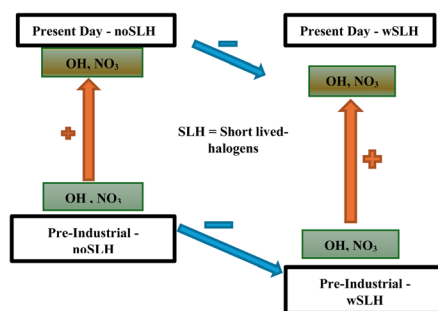 Present Day - noSLH
Present Day - wSLH
OH, NO₃
OH, NO₃
SLH = Short lived-
halogens
OH , NO₃
OH, NO₃
Pre-Industrial -
noSLH
Pre-Industrial -
wSLH